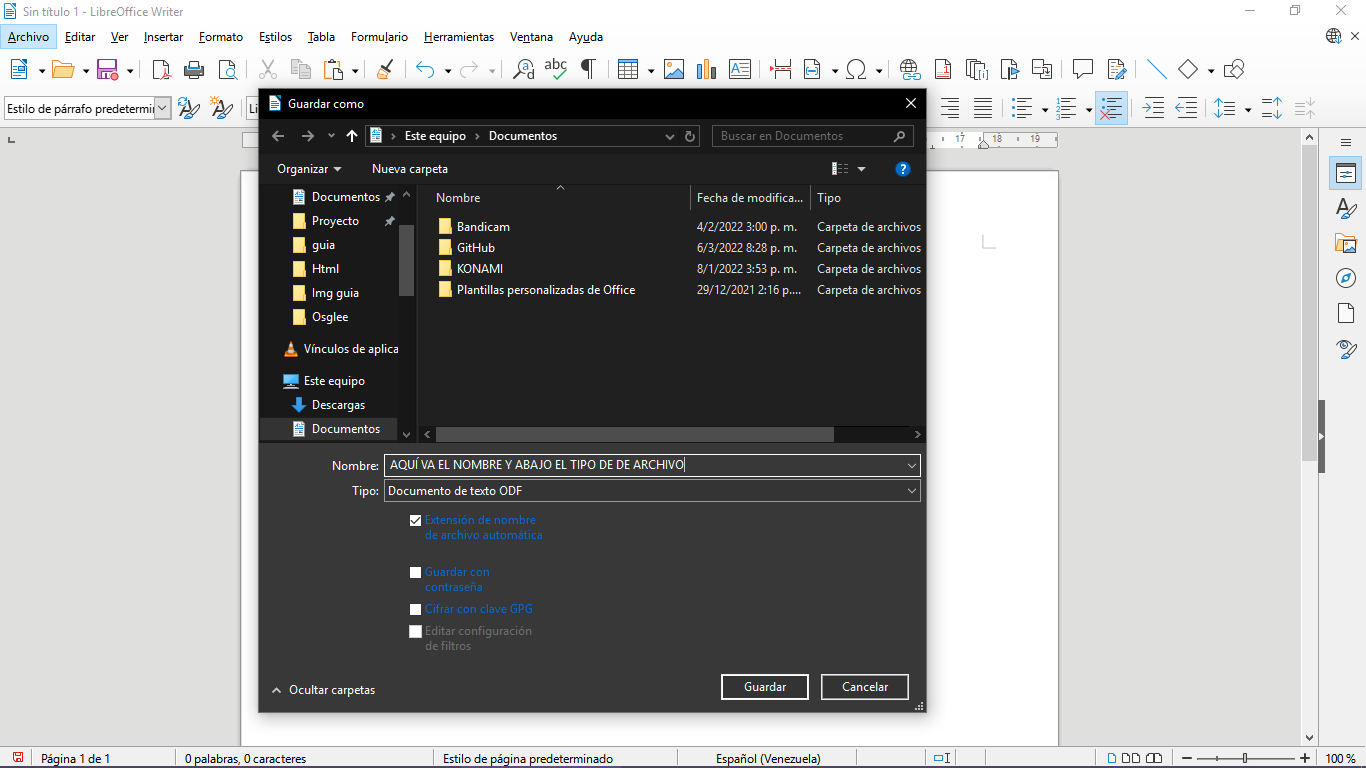 Sin título 1 - LibreOffice Writer
Archivo Editar Ver Insertar Formato Estilos Tabla Formulario Herramientas Ventana Ayuda
Estilo de párrafo predetermin
Guardar como
Este equipo > Documentos
Buscar en Documentos
17 18 19
Organizar Nueva carpeta
Nombre Fecha de modifica... Tipo
Documentos
Proyecto
guia
Html
Img guia
Osglee
Vínculos de aplica
Este equipo
Descargas
Documentos
Bandicam 4/2/2022 3:00 p. m. Carpeta de archivos
GitHub 6/3/2022 8:28 p. m. Carpeta de archivos
KONAMI 8/1/2022 3:53 p. m. Carpeta de archivos
Plantillas personalizadas de Office 29/12/2021 2:16 p.... Carpeta de archivos
Nombre: AQUÍ VA EL NOMBRE Y ABAJO EL TIPO DE DE ARCHIVO
Tipo: Documento de texto ODF
Extensión de nombre
de archivo automática
Guardar con
contraseña
Cifrar con clave GPG
Editar configuración
de filtros
Ocultar carpetas
Guardar Cancelar
Página 1 de 1 0 palabras, 0 caracteres Estilo de página predeterminado Español (Venezuela) 100 %